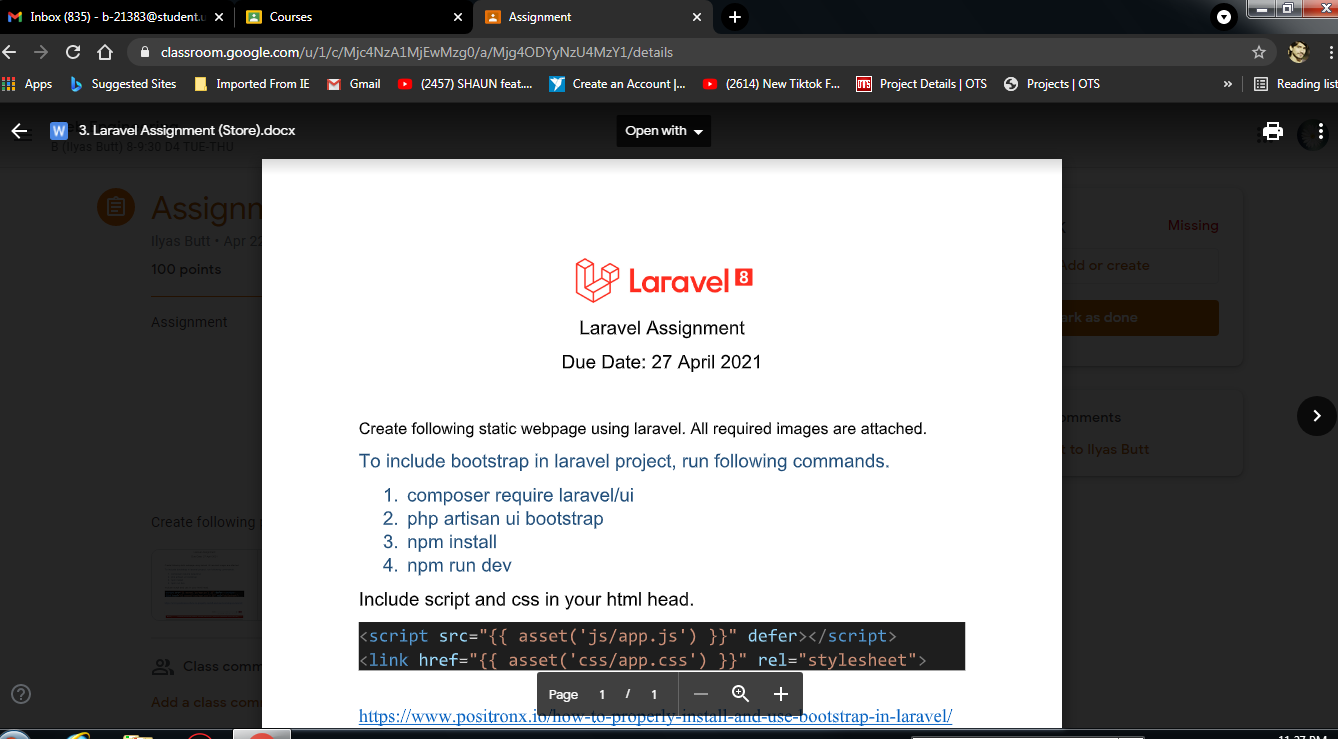 Inbox (835) - b-21383@student.u
Courses
Assignment
classroom.google.com/u/1/c/Mjc4NzA1MjEwMzg0/a/Mjg4ODYyNzU4MzY1/details
Apps
Suggested Sites
Imported From IE
Gmail
(2457) SHAUN feat....
Create an Account |...
(2614) New Tiktok F...
OTS
Project Details | OTS
Projects | OTS
»
Reading list
W
3. Laravel Assignment (Store).docx
Open with
B (Ilyas Butt) 8-9:30 D4 TUE-THU
Assignm
Ilyas Butt • Apr 22
100 points
Assignment
Missing
Add or create
ark as done
omments
t to Ilyas Butt
Laravel 8
Laravel Assignment
Due Date: 27 April 2021
Create following static webpage using laravel. All required images are attached.
To include bootstrap in laravel project, run following commands.
1. composer require laravel/ui
2. php artisan ui bootstrap
3. npm install
4. npm run dev
Include script and css in your html head.
<script src="{{ asset('js/app.js') }}" defer></script>
<link href="{{ asset('css/app.css') }}" rel="stylesheet">
https://www.positronx.io/how-to-properly-install-and-use-bootstrap-in-laravel/
Create following
Class comm
Add a class com
Page 1 / 1
11:37 PM